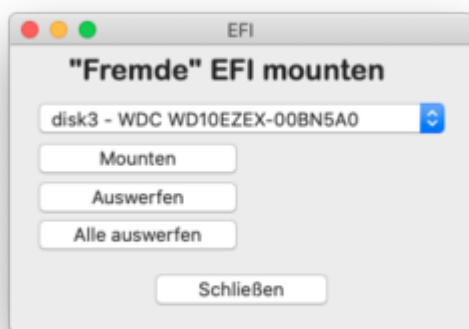 EFI
"Fremde" EFI mounten
disk3 - WDC WD10EZEX-00BN5A0
Mounten
Auswerfen
Alle auswerfen
Schließen